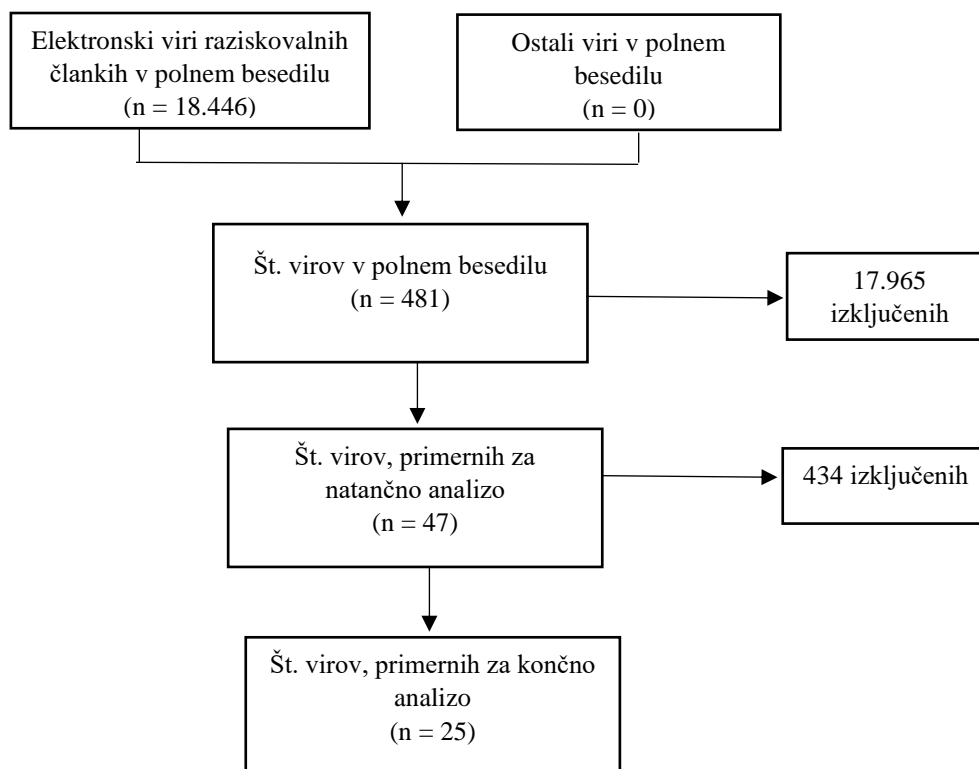 Elektronski viri raziskovalnih
člankih v polnem besedilu
(n = 18.446)
Ostali viri v polnem
besedilu
(n = 0)
Št. virov v polnem besedilu
(n = 481)
17.965
izključenih
Št. virov, primernih za
natančno analizo
(n = 47)
434 izključenih
Št. virov, primernih za končno
analizo
(n = 25)